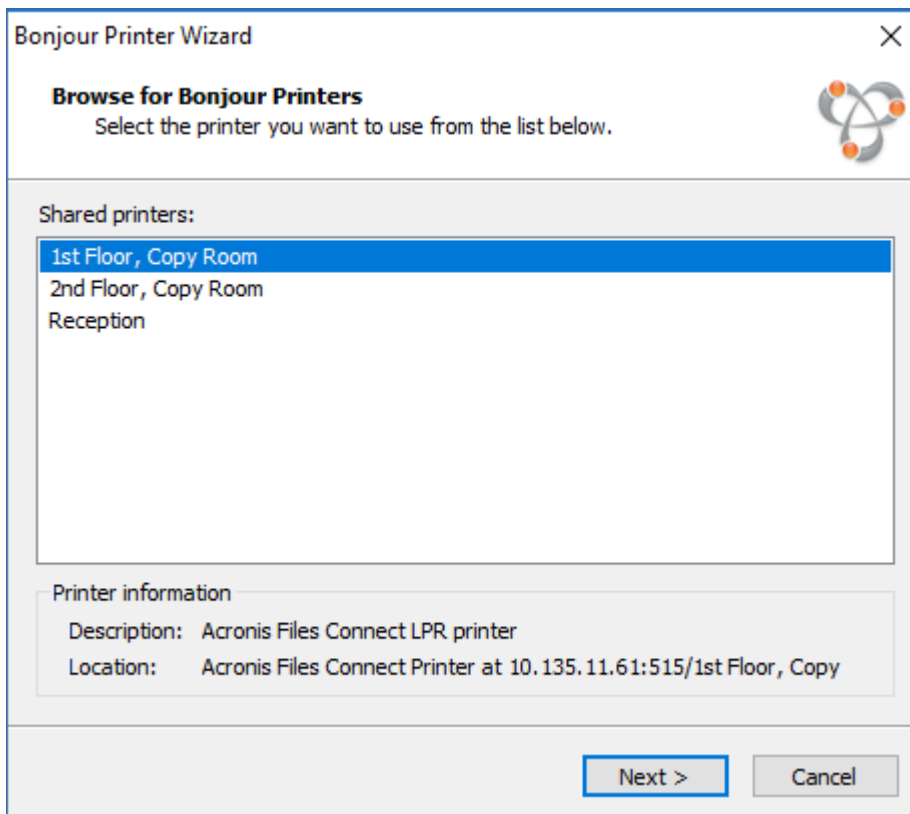 Bonjour Printer Wizard
Browse for Bonjour Printers
Select the printer you want to use from the list below.
Shared printers:
1st Floor, Copy Room
2nd Floor, Copy Room
Reception
Printer information
Description: Acronis Files Connect LPR printer
Location: Acronis Files Connect Printer at 10.135.11.61:515/1st Floor, Copy
Next > Cancel